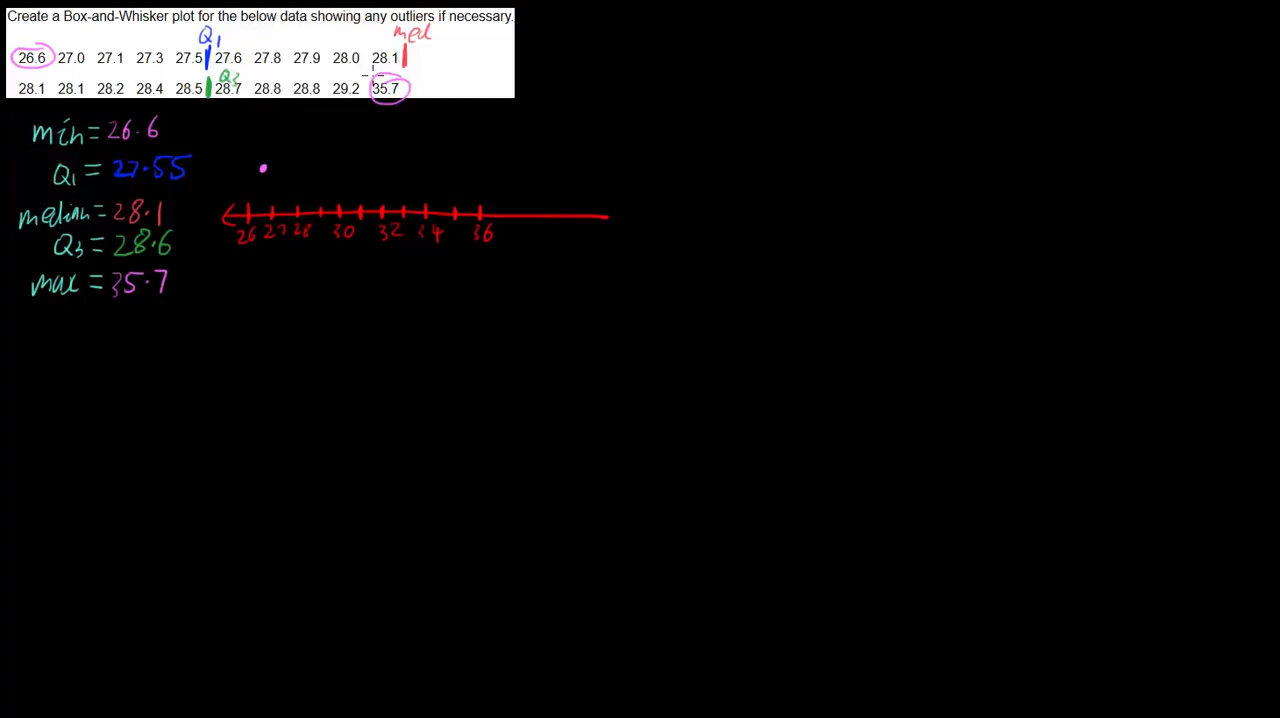 Create a Box-and-Whisker plot for the below data showing any outliers if necessary.
Q1 med
26.6 27.0 27.1 27.3 27.5 27.6 27.8 27.9 28.0 28.1
Q3
28.1 28.1 28.2 28.4 28.5 28.7 28.8 28.8 29.2 35.7
min = 26.6
Q1 = 27.55
median = 28.1
Q3 = 28.6
max = 35.7
26 27 28 30 32 34 36